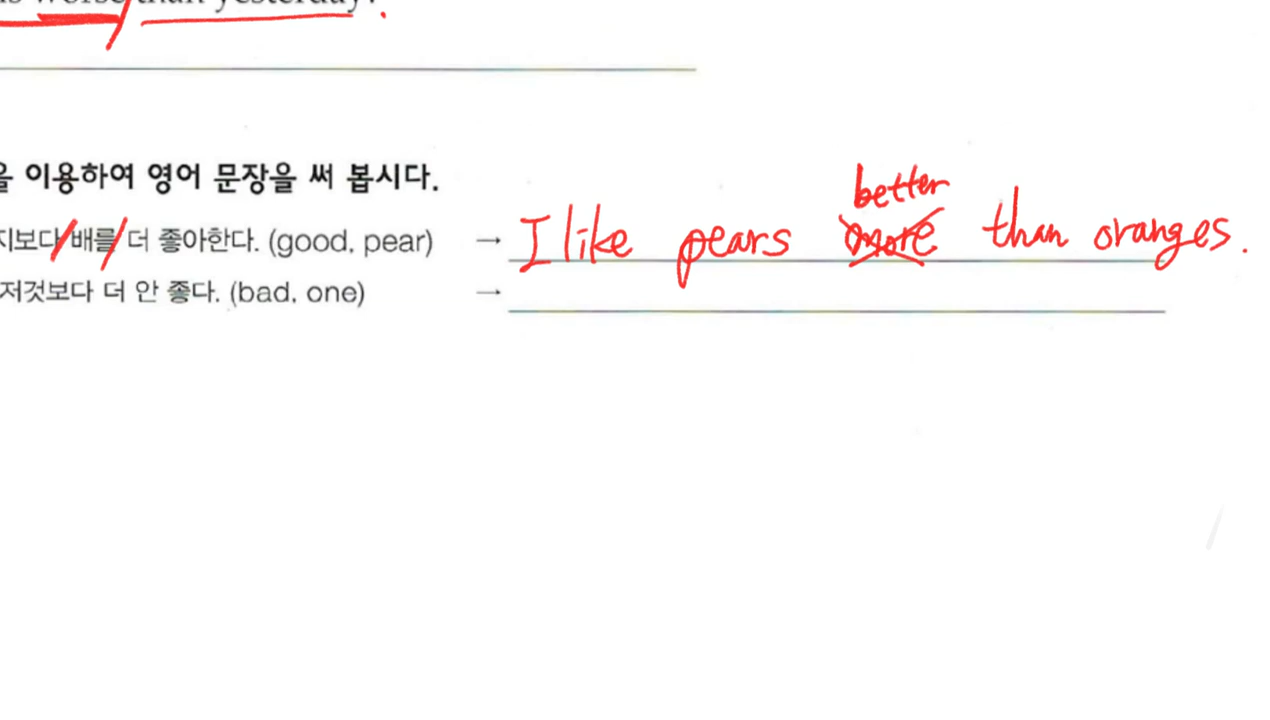 is worse than yesterday.
을 이용하여 영어 문장을 써 봅시다.
지보다 배를 더 좋아한다. (good, pear) → I like pears better than oranges.
저것보다 더 안 좋다. (bad, one) →